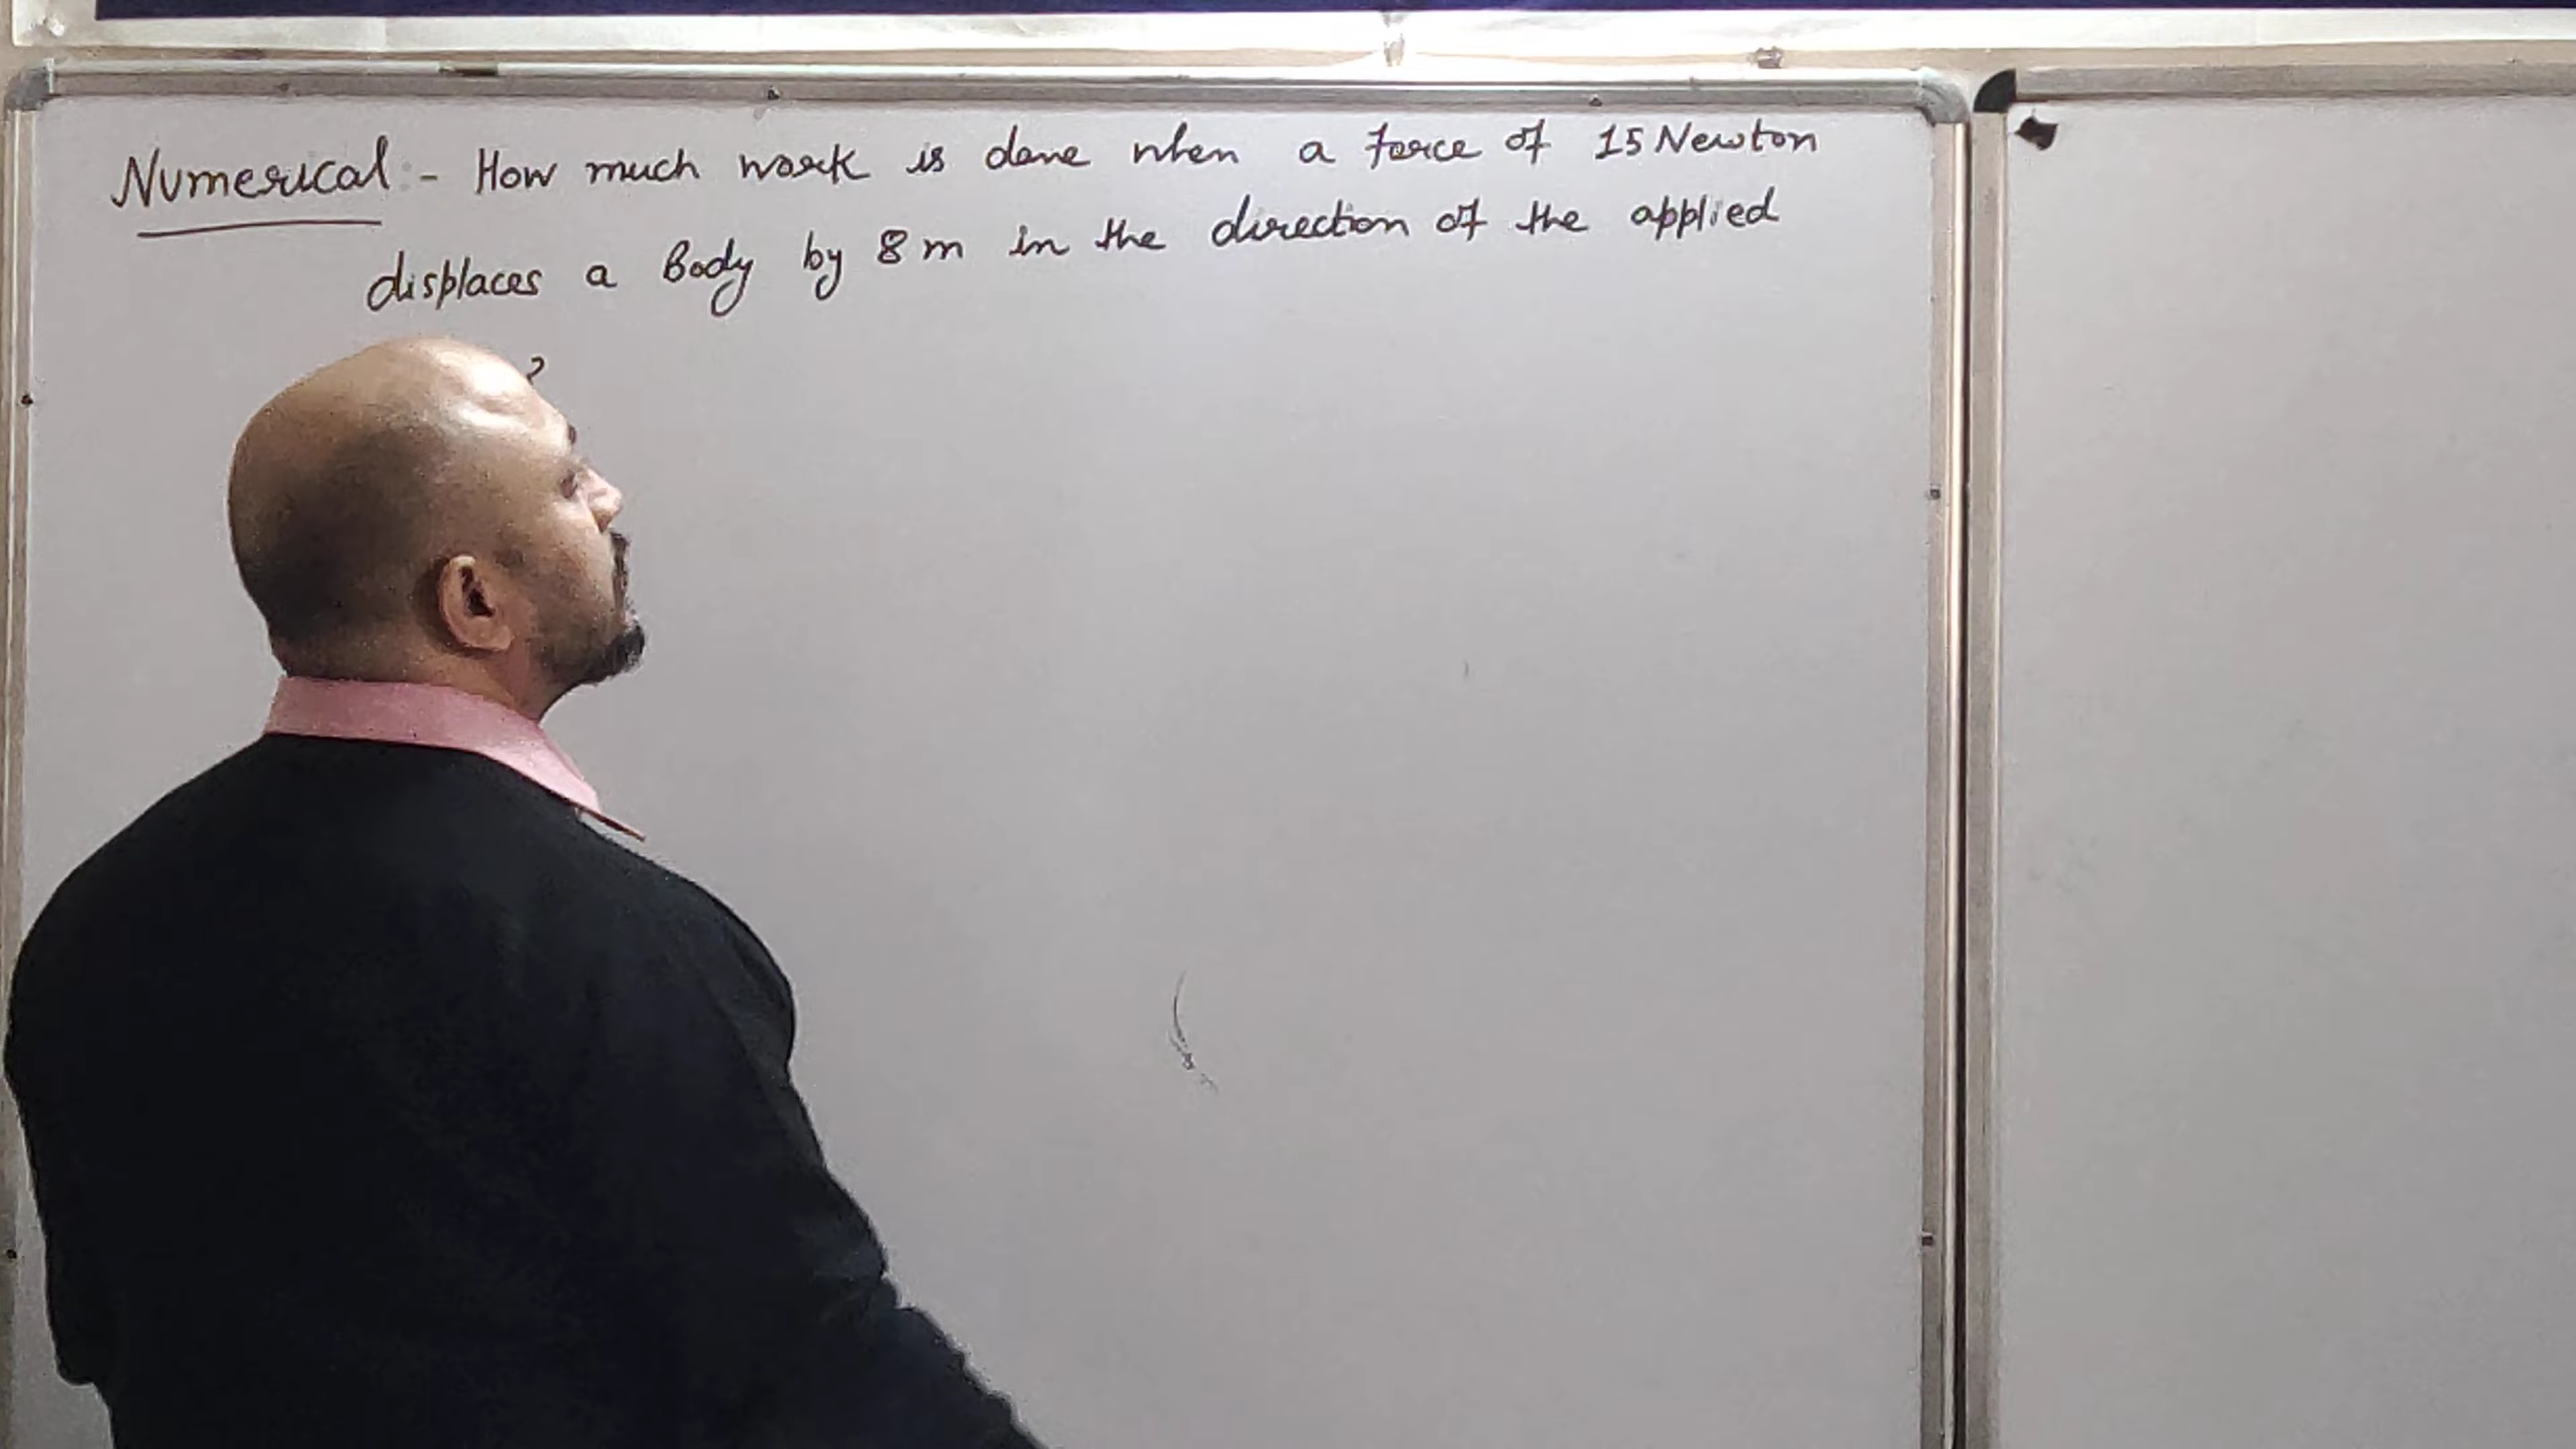 Numerical :- How much work is done when a force of 15 Newton
displaces a Body by 8 m in the direction of the applied
?